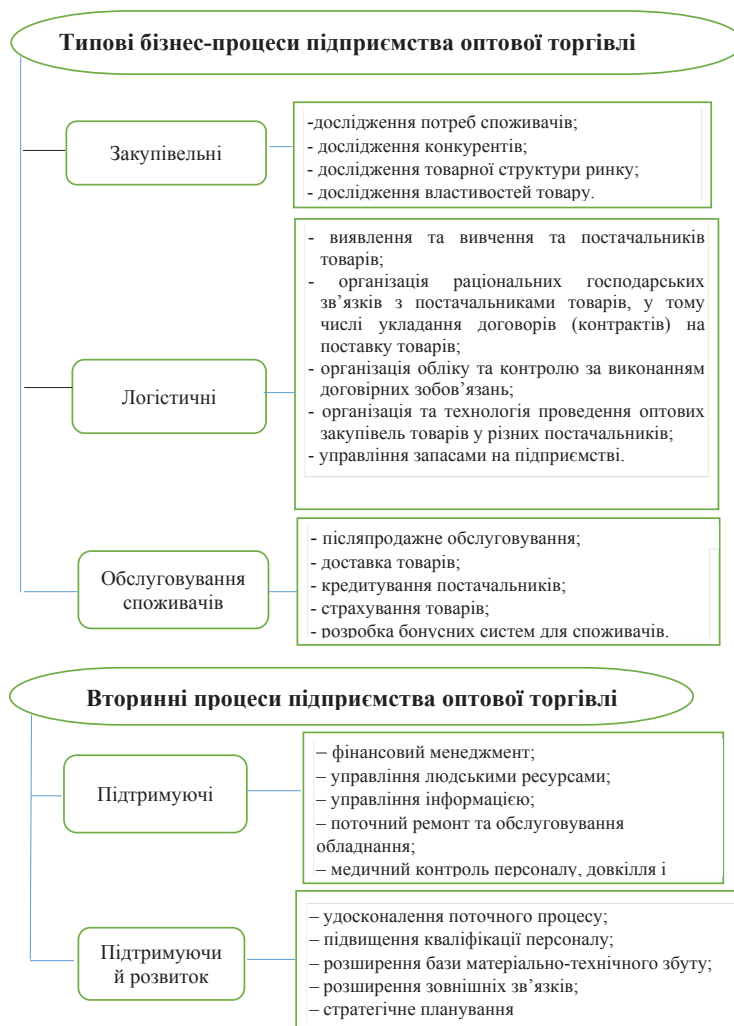 Типові бізнес-процеси підприємства оптової торгівлі
Закупівельні
-дослідження потреб споживачів;
- дослідження конкурентів;
- дослідження товарної структури ринку;
- дослідження властивостей товару.
Логістичні
- виявлення та вивчення та постачальників
товарів;
- організація раціональних господарських
зв’язків з постачальниками товарів, у тому
числі укладання договорів (контрактів) на
поставку товарів;
- організація обліку та контролю за виконанням
договірних зобов’язань;
- організація та технологія проведення оптових
закупівель товарів у різних постачальників;
- управління запасами на підприємстві.
Обслуговування
споживачів
- післяпродажне обслуговування;
- доставка товарів;
- кредитування постачальників;
- страхування товарів;
- розробка бонусних систем для споживачів.
Вторинні процеси підприємства оптової торгівлі
Підтримуючі
– фінансовий менеджмент;
– управління людськими ресурсами;
– управління інформацією;
– поточний ремонт та обслуговування
обладнання;
– медичний контроль персоналу, довкілля і
Підтримуючи
й розвиток
– удосконалення поточного процесу;
– підвищення кваліфікації персоналу;
– розширення бази матеріально-технічного збуту;
– розширення зовнішніх зв’язків;
– стратегічне планування